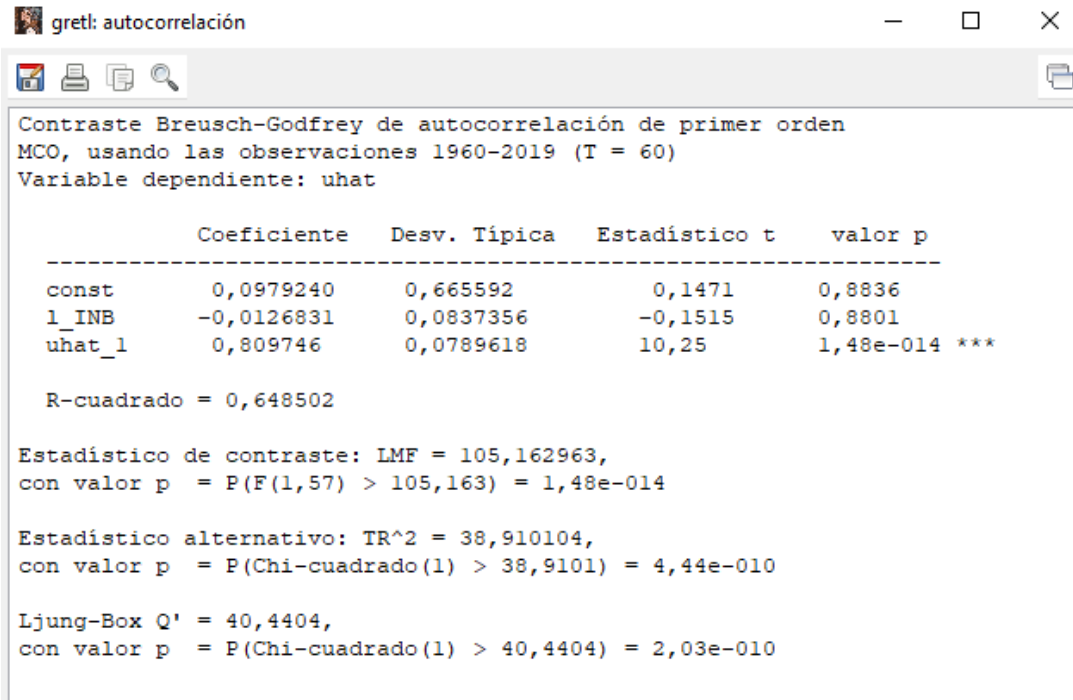 gretl: autocorrelación
Contraste Breusch-Godfrey de autocorrelación de primer orden
MCO, usando las observaciones 1960-2019 (T = 60)
Variable dependiente: uhat
Coeficiente Desv. Típica Estadístico t valor p
----------------------------------------------------------------
const 0,0979240 0,665592 0,1471 0,8836
l_INB -0,0126831 0,0837356 -0,1515 0,8801
uhat_1 0,809746 0,0789618 10,25 1,48e-014 ***
R-cuadrado = 0,648502
Estadístico de contraste: LMF = 105,162963,
con valor p = P(F(1,57) > 105,163) = 1,48e-014
Estadístico alternativo: TR^2 = 38,910104,
con valor p = P(Chi-cuadrado(1) > 38,9101) = 4,44e-010
Ljung-Box Q' = 40,4404,
con valor p = P(Chi-cuadrado(1) > 40,4404) = 2,03e-010